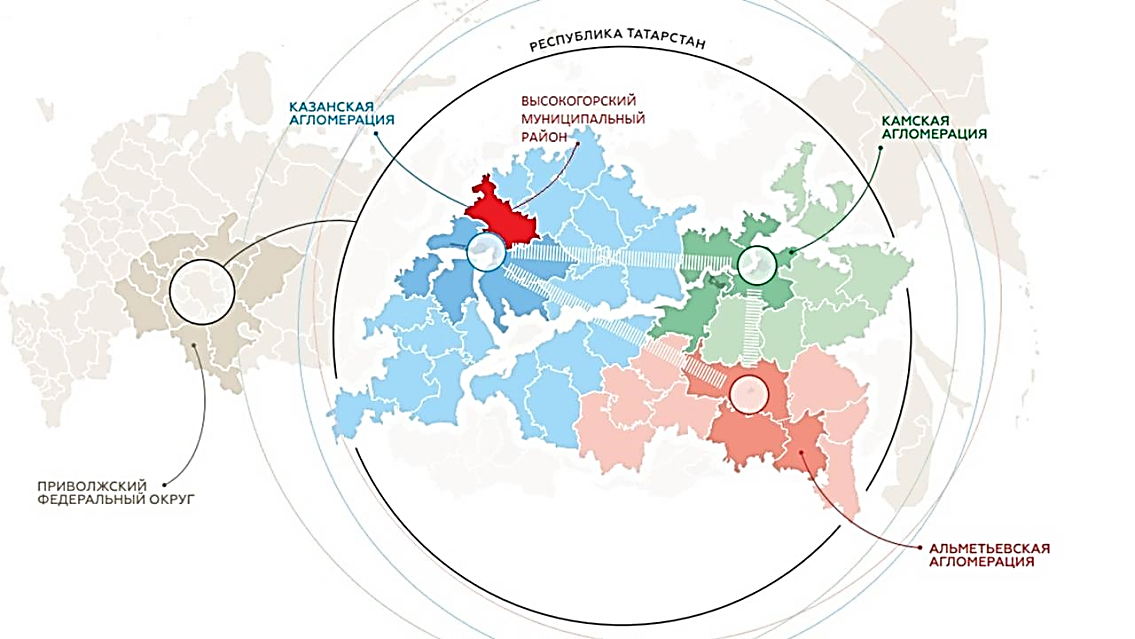 РЕСПУБЛИКА ТАТАРСТАН
КАЗАНСКАЯ
АГЛОМЕРАЦИЯ
ВЫСОКОГОРСКИЙ
МУНИЦИПАЛЬНЫЙ
РАЙОН
КАМСКАЯ
АГЛОМЕРАЦИЯ
ПРИВОЛЖСКИЙ
ФЕДЕРАЛЬНЫЙ ОКРУГ
АЛЬМЕТЬЕВСКАЯ
АГЛОМЕРАЦИЯ